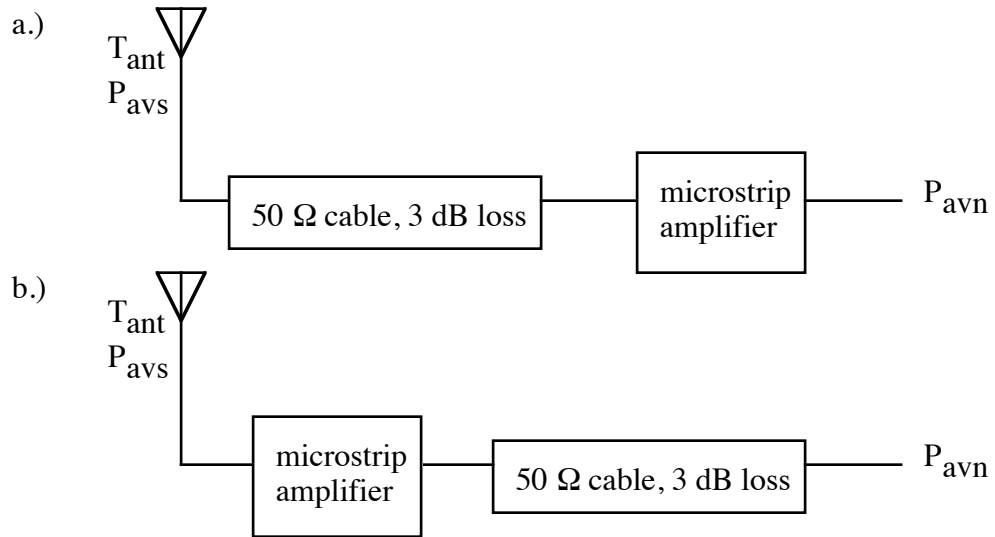 a.)
T_ant
P_avs
50 Ω cable, 3 dB loss
microstrip
amplifier
P_avn
b.)
T_ant
P_avs
microstrip
amplifier
50 Ω cable, 3 dB loss
P_avn